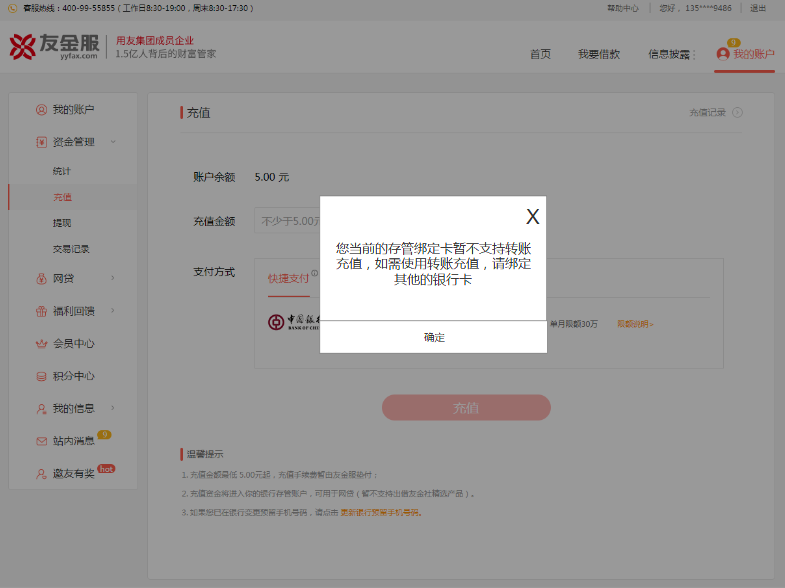 客服热线：400-99-55855（工作日8:30-19:00，周末8:30-17:30）
帮助中心
您好，135****9486
退出
友金服
yyfax.com
用友集团成员企业
1.5亿人背后的财富管家
首页
我要借款
信息披露
9
我的账户
我的账户
资金管理
统计
充值
提现
交易记录
网贷
福利回馈
会员中心
积分中心
我的信息
站内消息
9
邀友有奖
hot
充值
充值记录
账户余额
5.00 元
充值金额
不少于5.00元
支付方式
快捷支付
中国银
BANK OF CHI
单月限额30万
限额说明»
X
您当前的存管绑定卡暂不支持转账
充值，如需使用转账充值，请绑定
其他的银行卡
确定
充值
温馨提示
1. 充值金额最低 5.00元起，充值手续费暂由友金服垫付；
2. 充值资金将进入你的银行存管账户，可用于网贷（暂不支持出借友金社精选产品）。
3. 如果您已在银行变更预留手机号码，请点击 更新银行预留手机号码。